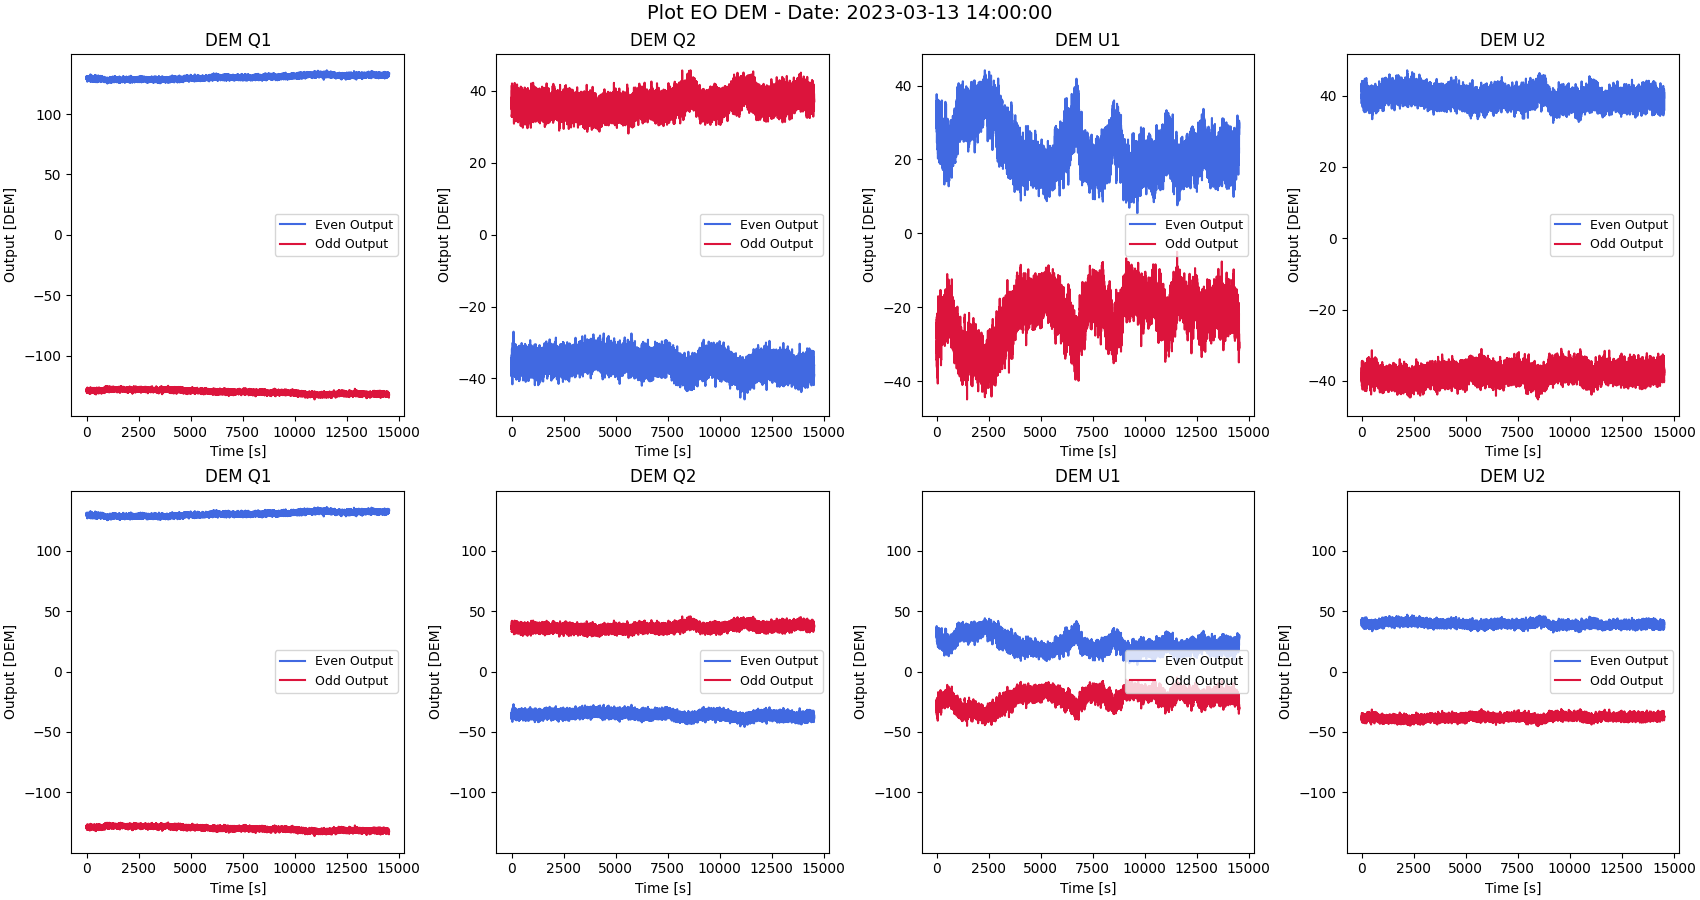 Plot EO DEM - Date: 2023-03-13 14:00:00
DEM Q1
Output [DEM]
100
50
0
−50
−100
Even Output
Odd Output
0 2500 5000 7500 10000 12500 15000
Time [s]
DEM Q2
Output [DEM]
40
20
0
−20
−40
Even Output
Odd Output
0 2500 5000 7500 10000 12500 15000
Time [s]
DEM U1
Output [DEM]
40
20
0
−20
−40
Even Output
Odd Output
0 2500 5000 7500 10000 12500 15000
Time [s]
DEM U2
Output [DEM]
40
20
0
−20
−40
Even Output
Odd Output
0 2500 5000 7500 10000 12500 15000
Time [s]
DEM Q1
Output [DEM]
100
50
0
−50
−100
Even Output
Odd Output
0 2500 5000 7500 10000 12500 15000
Time [s]
DEM Q2
Output [DEM]
100
50
0
−50
−100
Even Output
Odd Output
0 2500 5000 7500 10000 12500 15000
Time [s]
DEM U1
Output [DEM]
100
50
0
−50
−100
Even Output
Odd Output
0 2500 5000 7500 10000 12500 15000
Time [s]
DEM U2
Output [DEM]
100
50
0
−50
−100
Even Output
Odd Output
0 2500 5000 7500 10000 12500 15000
Time [s]